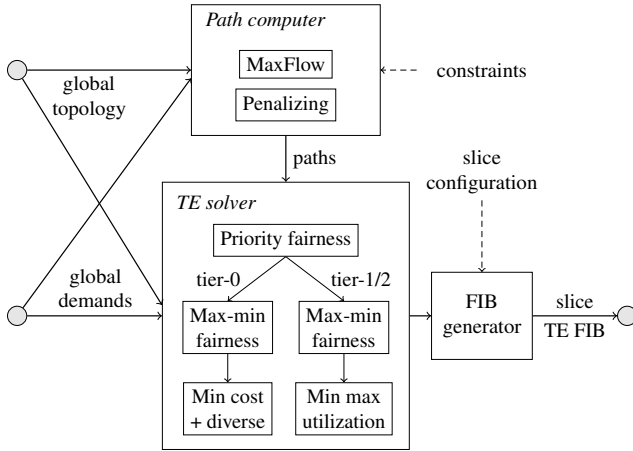 Path computer
MaxFlow
Penalizing
global
topology
constraints
paths
slice
configuration
TE solver
Priority fairness
tier-0
tier-1/2
global
demands
Max-min
fairness
Max-min
fairness
FIB
generator
slice
TE FIB
Min cost
+ diverse
Min max
utilization